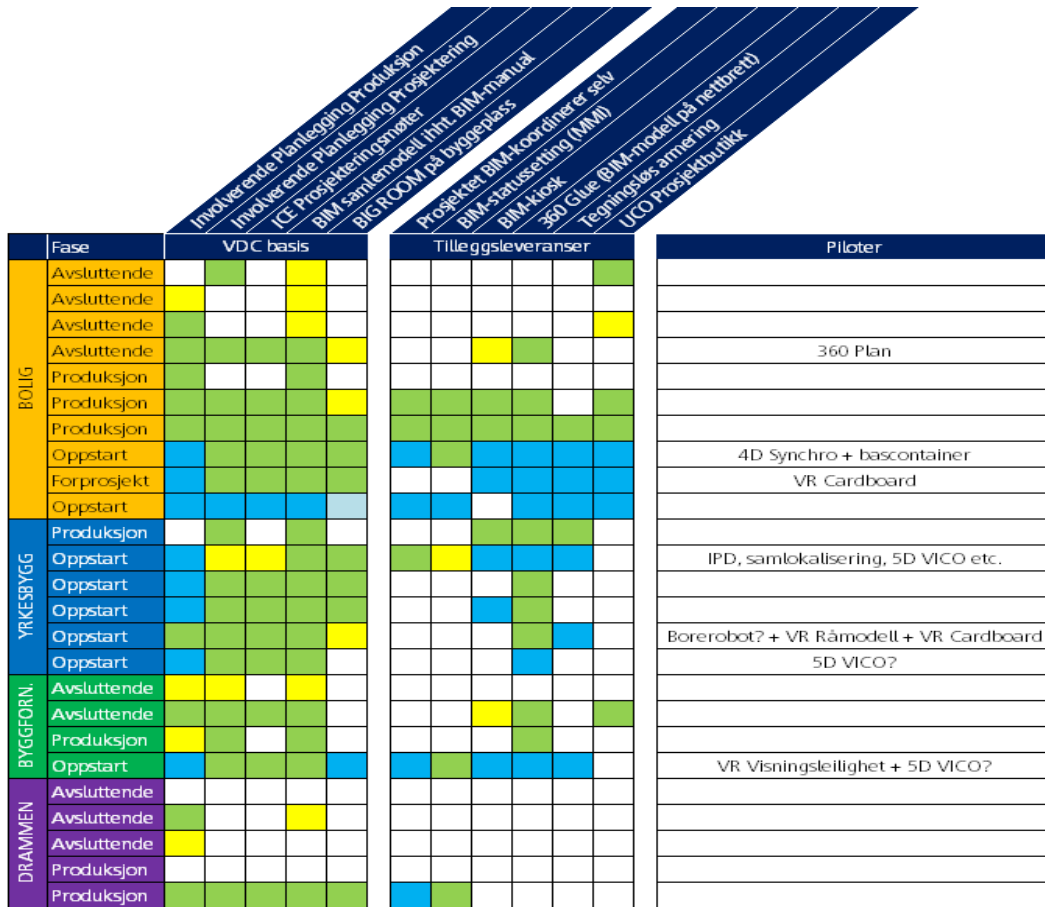 Involverende Planlegging Produksjon
Involverende Planlegging Prosjektering
ICE Prosjekteringsmøter
BIM samlemodell ihht. BIM-manual
BIG ROOM på byggeplass
Prosjektet BIM-koordinerer selv
BIM-statussetting (MMI)
BIM-kiosk
360 Glue (BIM-modell på nettbrett)
Tegningsløs armering
UCO Prosjektbutikk
Fase VDC basis Tilleggsleveranser Piloter
BOLIG
Avsluttende
Avsluttende
Avsluttende
Avsluttende 360 Plan
Produksjon
Produksjon
Produksjon
Oppstart 4D Synchro + bascontainer
Forprosjekt VR Cardboard
Oppstart
YRKESBYGG
Produksjon
Oppstart IPD, samlokalisering, 5D VICO etc.
Oppstart
Oppstart
Oppstart Borerobot? + VR Råmodell + VR Cardboard
Oppstart 5D VICO?
BYGGFORN.
Avsluttende
Avsluttende
Produksjon
Oppstart VR Visningsleilighet + 5D VICO?
DRAMMEN
Avsluttende
Avsluttende
Avsluttende
Produksjon
Produksjon